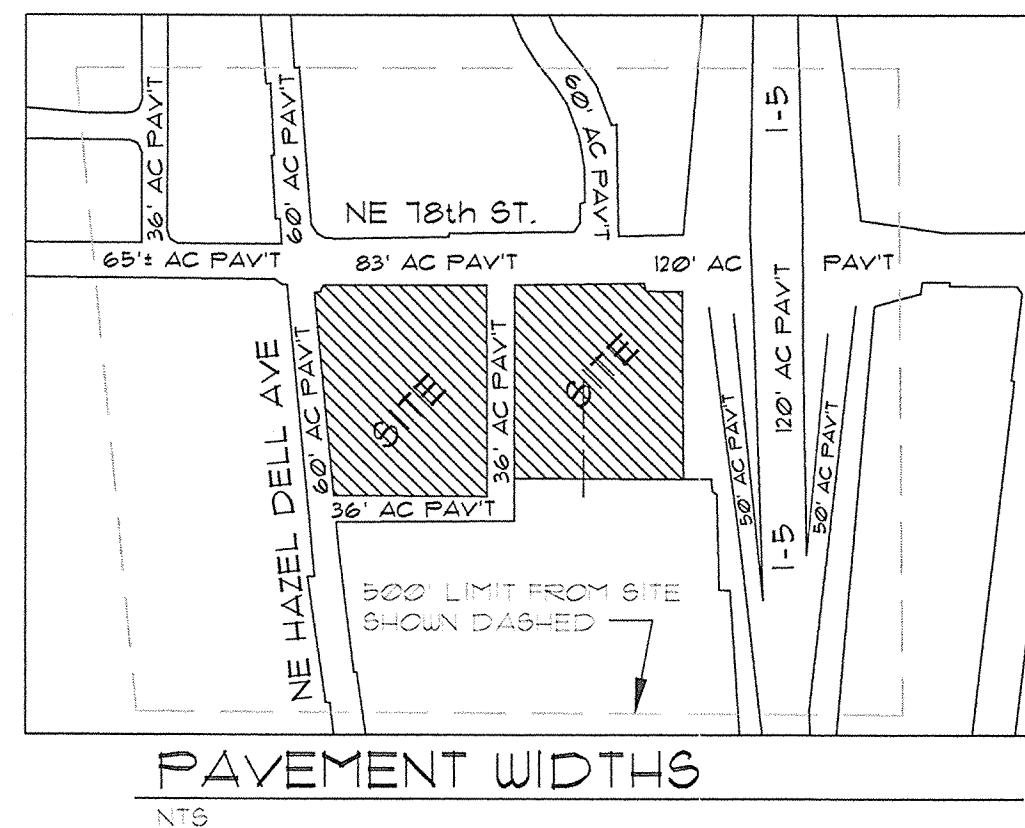 36' AC PAV'T
60' AC PAV'T
60' AC PAV'T
I-5
NE 78th ST.
65'± AC PAV'T
83' AC PAV'T
120' AC PAV'T
120' AC PAV'T
NE HAZEL DELL AVE
60' AC PAV'T
SITE
36' AC PAV'T
SITE
50' AC PAV'T
50' AC PAV'T
36' AC PAV'T
I-5
500' LIMIT FROM SITE
SHOWN DASHED
PAVEMENT WIDTHS
NTS